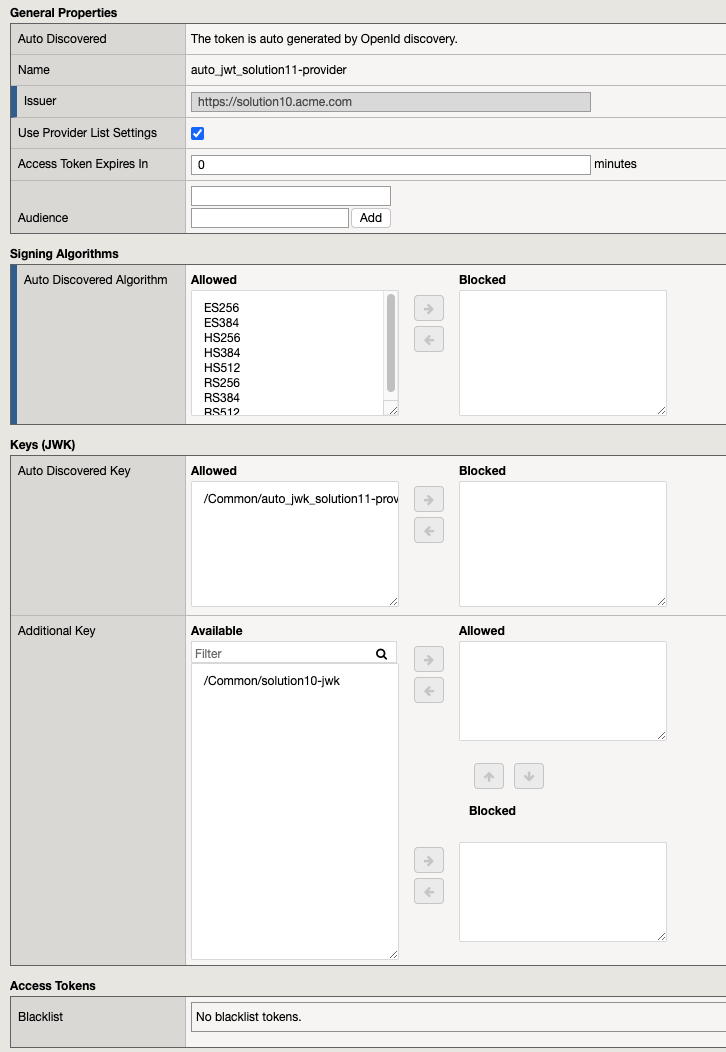 General Properties
Auto Discovered
The token is auto generated by OpenId discovery.
Name
auto_jwt_solution11-provider
Issuer
https://solution10.acme.com
Use Provider List Settings
Access Token Expires In
0
minutes
Audience
Add
Signing Algorithms
Auto Discovered Algorithm
Allowed
Blocked
ES256
ES384
HS256
HS384
HS512
RS256
RS384
RS512
Keys (JWK)
Auto Discovered Key
Allowed
Blocked
/Common/auto_jwk_solution11-prov
Additional Key
Available
Allowed
Filter
/Common/solution10-jwk
Blocked
Access Tokens
Blacklist
No blacklist tokens.